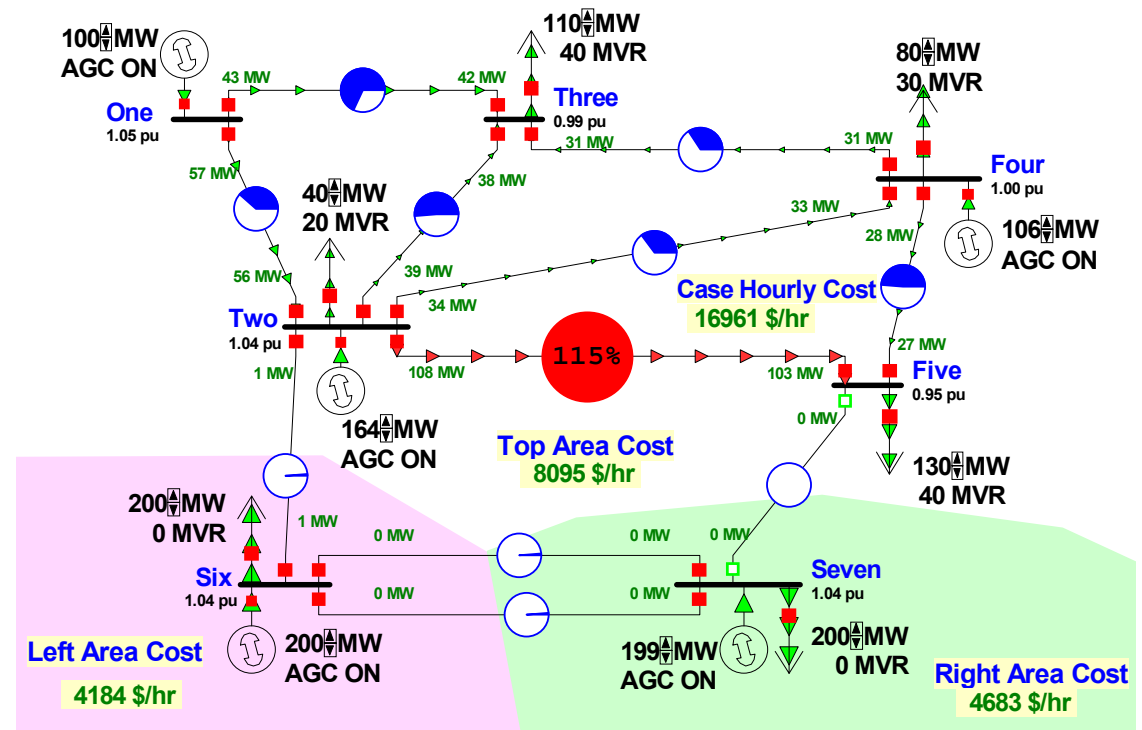 100 MW
AGC ON
43 MW
42 MW
110 MW
40 MVR
80 MW
30 MVR
One
1.05 pu
Three
0.99 pu
57 MW
31 MW
31 MW
Four
1.00 pu
40 MW
20 MVR
38 MW
33 MW
28 MW
106 MW
AGC ON
56 MW
39 MW
34 MW
Case Hourly Cost
16961 $/hr
Two
1.04 pu
1 MW
108 MW
115%
103 MW
27 MW
Five
0.95 pu
0 MW
164 MW
AGC ON
Top Area Cost
8095 $/hr
130 MW
40 MVR
200 MW
0 MVR
1 MW
0 MW
0 MW
0 MW
Six
1.04 pu
0 MW
0 MW
Seven
1.04 pu
Left Area Cost
4184 $/hr
200 MW
AGC ON
199 MW
AGC ON
200 MW
0 MVR
Right Area Cost
4683 $/hr